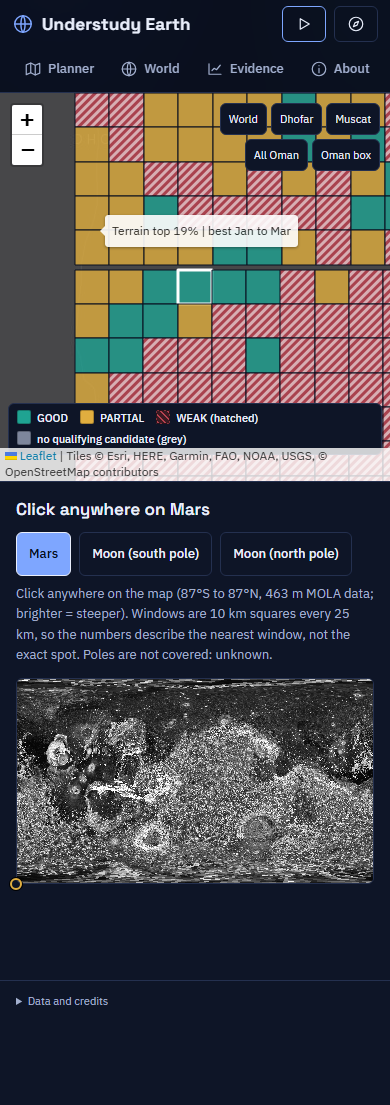 Understudy Earth
Planner World Evidence About
+
−
World Dhofar Muscat
All Oman Oman box
Terrain top 19% | best Jan to Mar
GOOD PARTIAL WEAK (hatched)
no qualifying candidate (grey)
Leaflet | Tiles © Esri, HERE, Garmin, FAO, NOAA, USGS, ©
OpenStreetMap contributors
Click anywhere on Mars
Mars Moon (south pole) Moon (north pole)
Click anywhere on the map (87°S to 87°N, 463 m MOLA data;
brighter = steeper). Windows are 10 km squares every 25
km, so the numbers describe the nearest window, not the
exact spot. Poles are not covered: unknown.
Data and credits